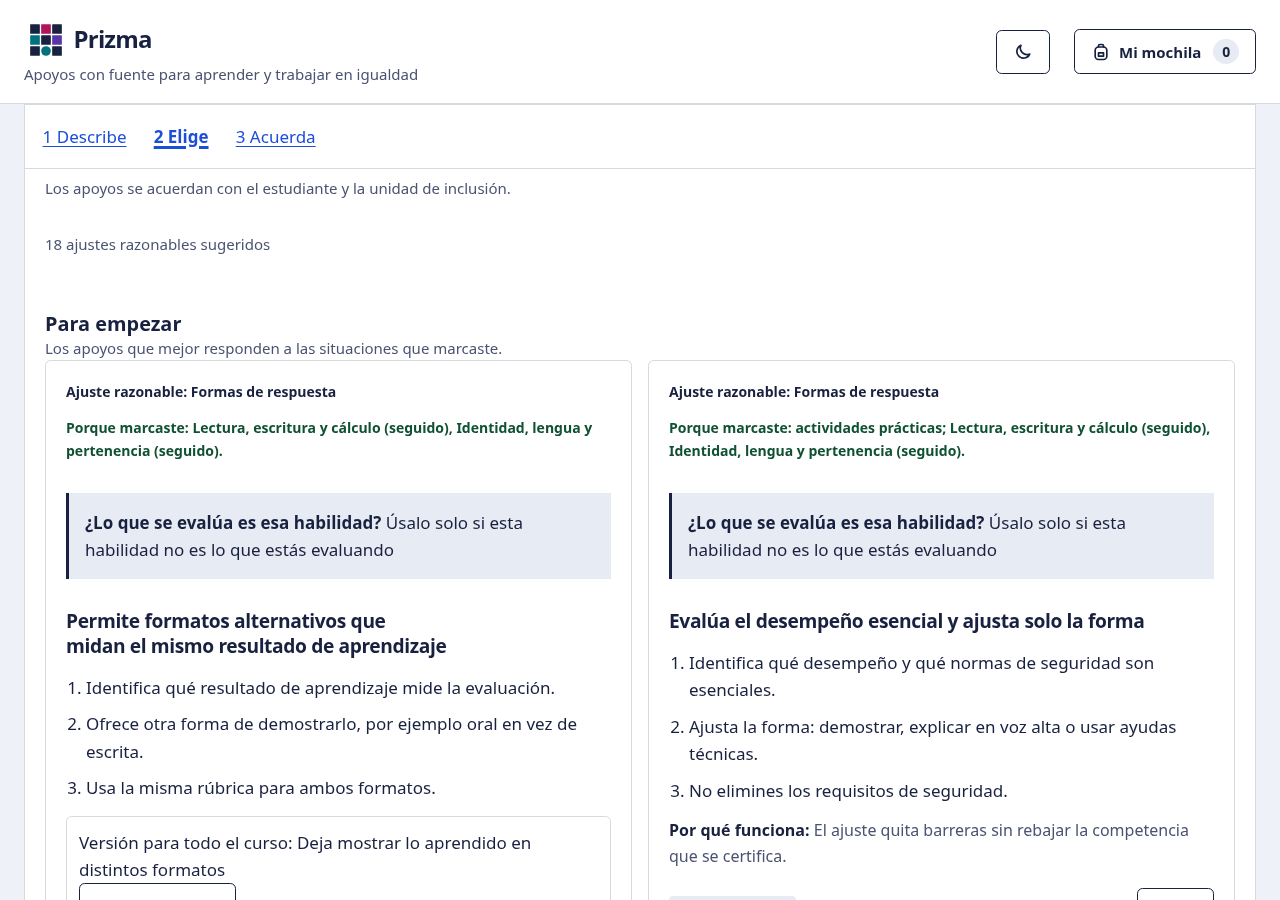 Prizma
Apoyos con fuente para aprender y trabajar en igualdad
Mi mochila 0
1 Describe 2 Elige 3 Acuerda
Los apoyos se acuerdan con el estudiante y la unidad de inclusión.
18 ajustes razonables sugeridos
Para empezar
Los apoyos que mejor responden a las situaciones que marcaste.
Ajuste razonable: Formas de respuesta
Porque marcaste: Lectura, escritura y cálculo (seguido), Identidad, lengua y
pertenencia (seguido).
¿Lo que se evalúa es esa habilidad? Úsalo solo si esta
habilidad no es lo que estás evaluando
Permite formatos alternativos que
midan el mismo resultado de aprendizaje
1. Identifica qué resultado de aprendizaje mide la evaluación.
2. Ofrece otra forma de demostrarlo, por ejemplo oral en vez de
escrita.
3. Usa la misma rúbrica para ambos formatos.
Versión para todo el curso: Deja mostrar lo aprendido en
distintos formatos
Ajuste razonable: Formas de respuesta
Porque marcaste: actividades prácticas; Lectura, escritura y cálculo (seguido),
Identidad, lengua y pertenencia (seguido).
¿Lo que se evalúa es esa habilidad? Úsalo solo si esta
habilidad no es lo que estás evaluando
Evalúa el desempeño esencial y ajusta solo la forma
1. Identifica qué desempeño y qué normas de seguridad son
esenciales.
2. Ajusta la forma: demostrar, explicar en voz alta o usar ayudas
técnicas.
3. No elimines los requisitos de seguridad.
Por qué funciona: El ajuste quita barreras sin rebajar la competencia
que se certifica.